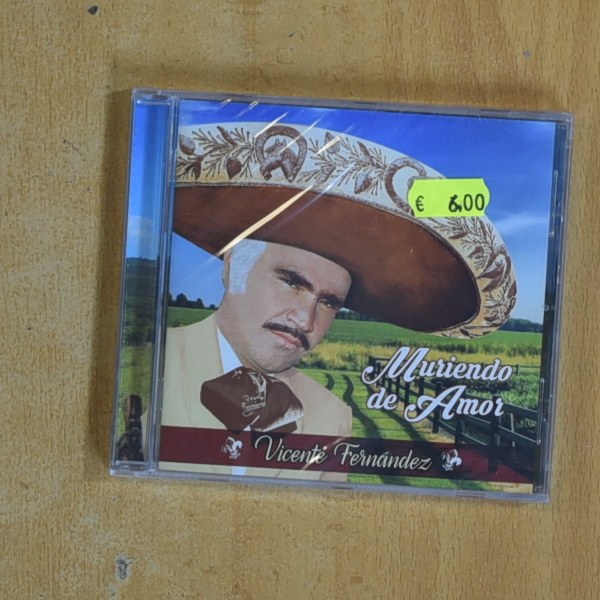 € 6,00
Muriendo
de Amor
Vicente Fernández